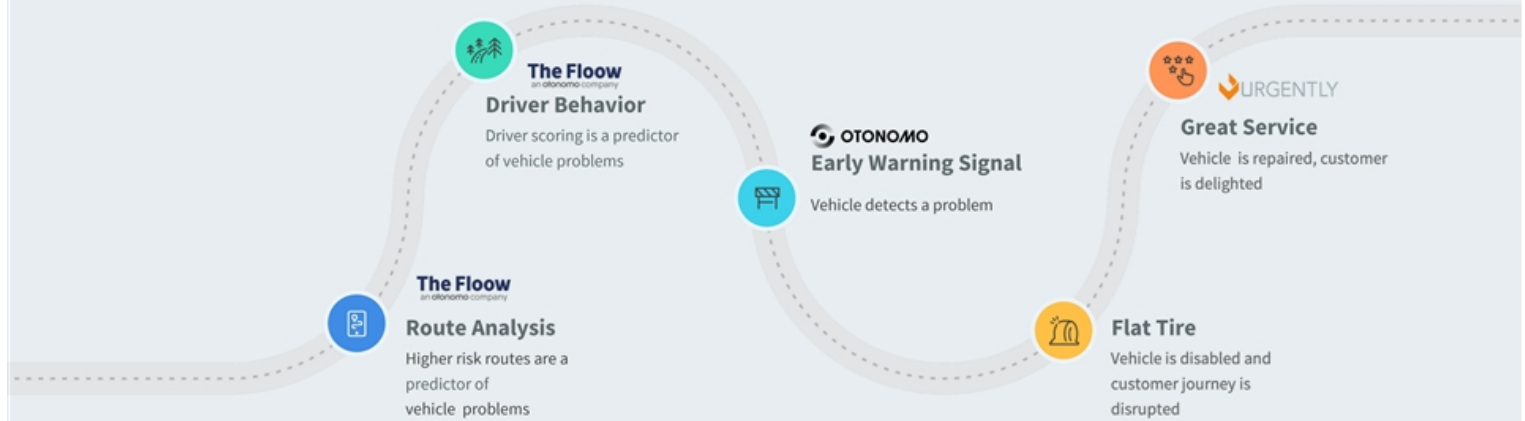 The Floow
an otonomo company
Route Analysis
Higher risk routes are a
predictor of
vehicle problems
The Floow
an otonomo company
Driver Behavior
Driver scoring is a predictor
of vehicle problems
OTONOMO
Early Warning Signal
Vehicle detects a problem
Flat Tire
Vehicle is disabled and
customer journey is
disrupted
URGENTLY
Great Service
Vehicle is repaired, customer
is delighted